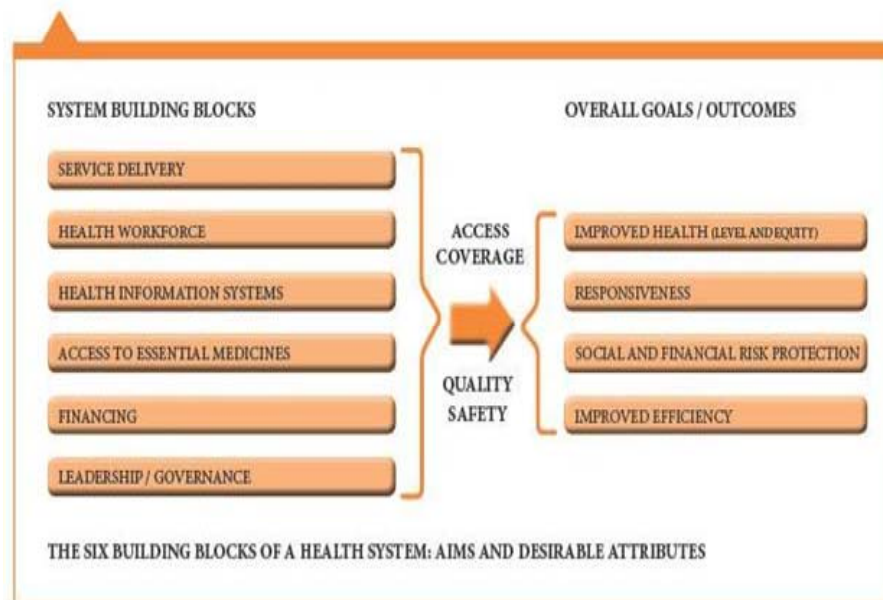 SYSTEM BUILDING BLOCKS
SERVICE DELIVERY
HEALTH WORKFORCE
HEALTH INFORMATION SYSTEMS
ACCESS TO ESSENTIAL MEDICINES
FINANCING
LEADERSHIP / GOVERNANCE
ACCESS
COVERAGE
QUALITY
SAFETY
OVERALL GOALS / OUTCOMES
IMPROVED HEALTH (LEVEL AND EQUITY)
RESPONSIVENESS
SOCIAL AND FINANCIAL RISK PROTECTION
IMPROVED EFFICIENCY
THE SIX BUILDING BLOCKS OF A HEALTH SYSTEM: AIMS AND DESIRABLE ATTRIBUTES